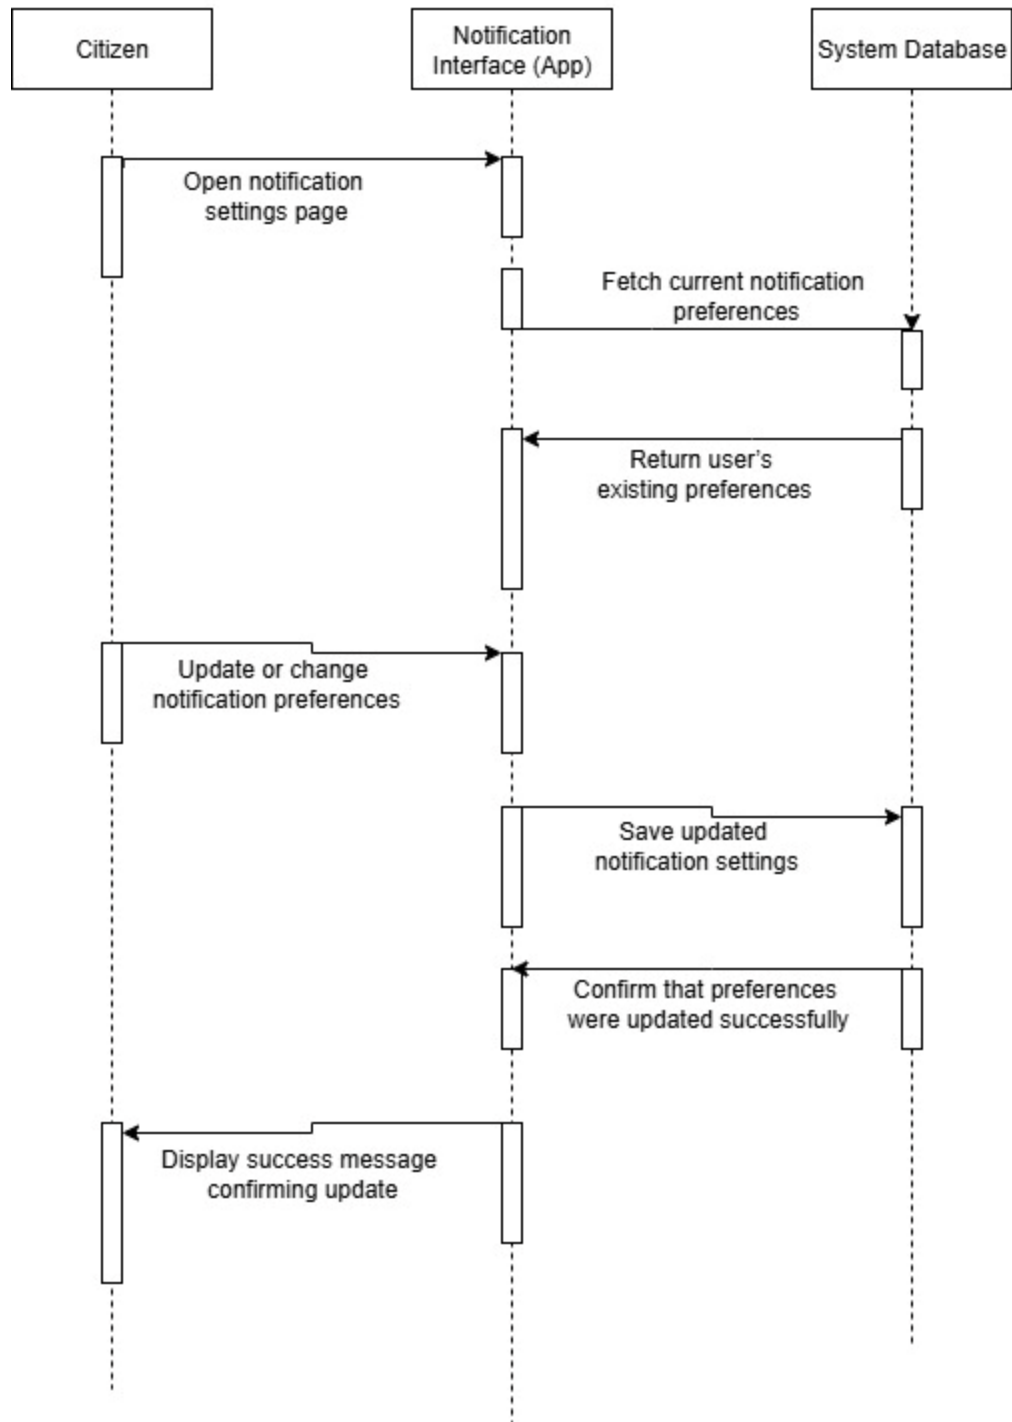 Citizen
Notification
Interface (App)
System Database
Open notification
settings page
Fetch current notification
preferences
Return user’s
existing preferences
Update or change
notification preferences
Save updated
notification settings
Confirm that preferences
were updated successfully
Display success message
confirming update